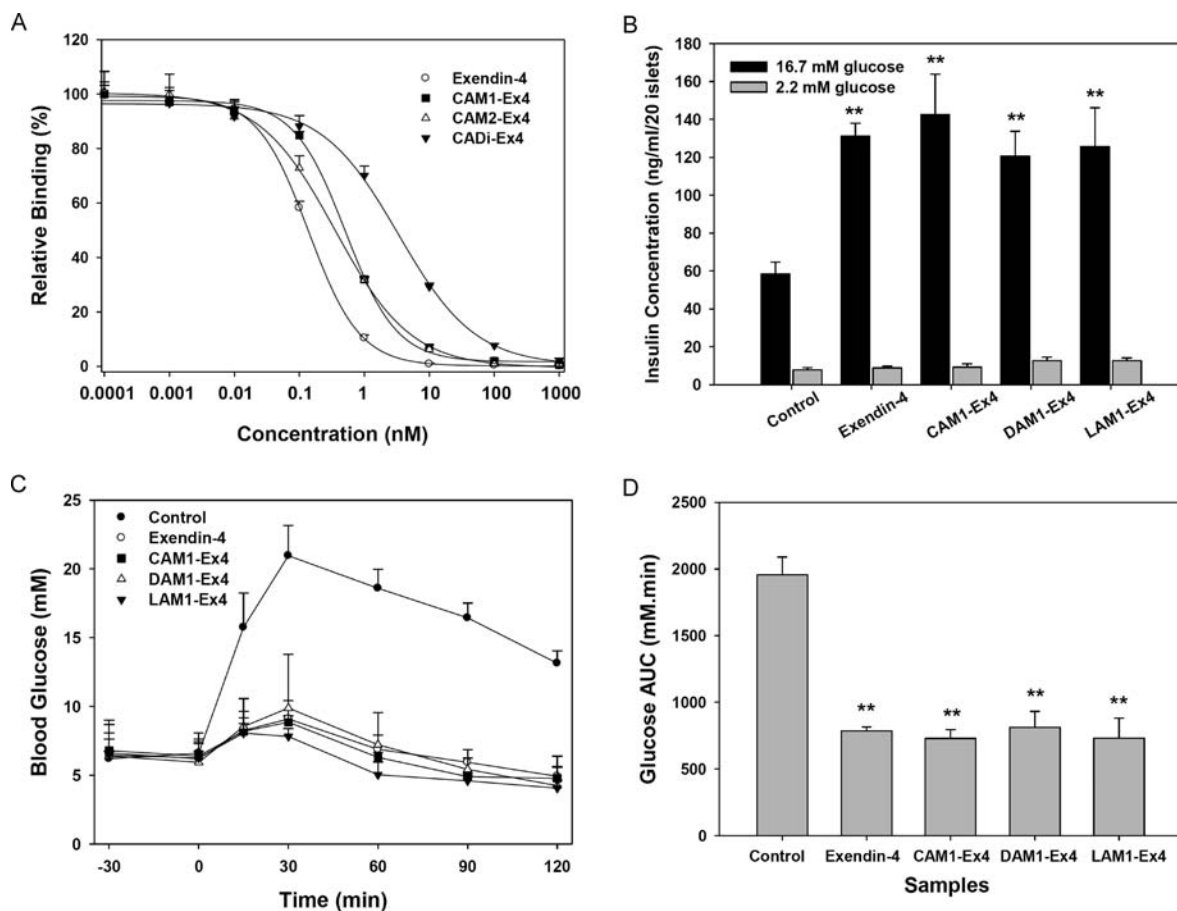 A
120
100
80
60
40
20
0
Relative Binding (%)
Exendin-4
CAM1-Ex4
CAM2-Ex4
CADi-Ex4
0.0001 0.001 0.01 0.1 1 10 100 1000
Concentration (nM)
B
180
160
140
120
100
80
60
40
20
0
Insulin Concentration (ng/ml/20 islets)
16.7 mM glucose
2.2 mM glucose
** ** ** **
Control Exendin-4 CAM1-Ex4 DAM1-Ex4 LAM1-Ex4
C
25
20
15
10
5
0
Blood Glucose (mM)
Control
Exendin-4
CAM1-Ex4
DAM1-Ex4
LAM1-Ex4
-30 0 30 60 90 120
Time (min)
D
2500
2000
1500
1000
500
0
Glucose AUC (mM.min)
** ** ** **
Control Exendin-4 CAM1-Ex4 DAM1-Ex4 LAM1-Ex4
Samples